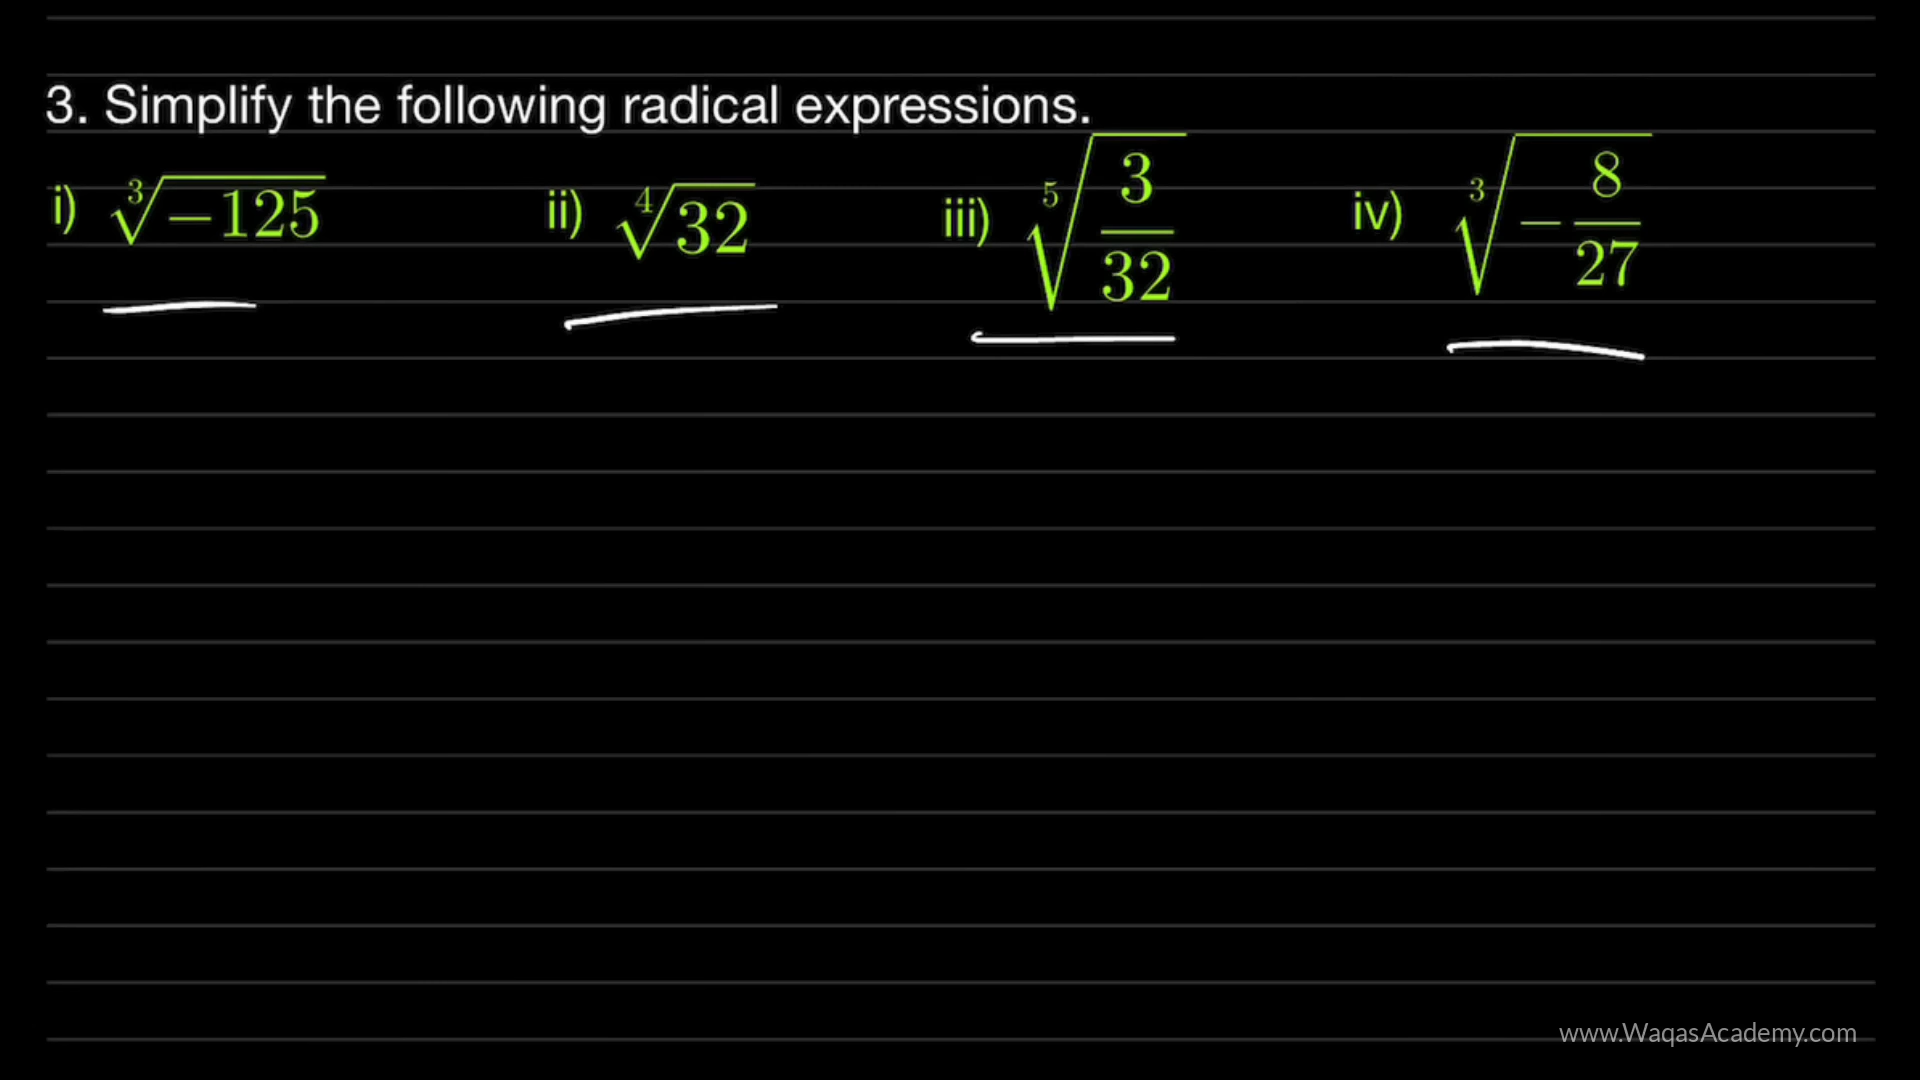 3. Simplify the following radical expressions.
i) ∛(−125) ii) ∜32 iii) ⁵√(3/32) iv) ∛(−8/27)
www.WaqasAcademy.com